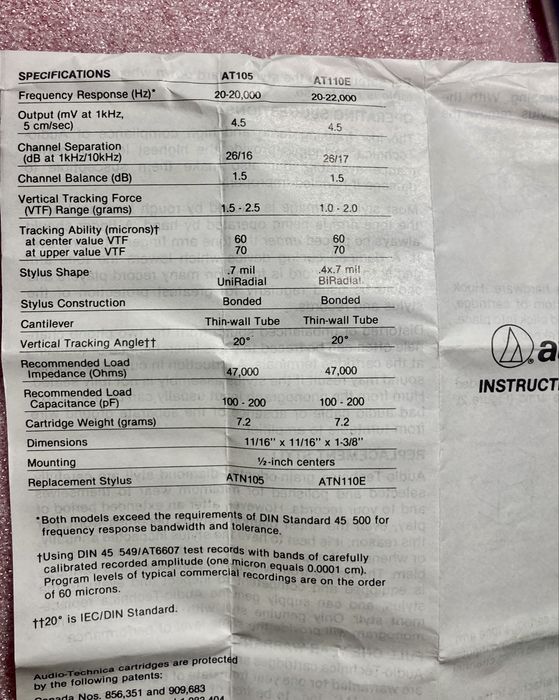 SPECIFICATIONS AT105 AT110E
Frequency Response (Hz)* 20-20,000 20-22,000
Output (mV at 1kHz,
5 cm/sec) 4.5 4.5
Channel Separation
(dB at 1kHz/10kHz) 26/16 26/17
Channel Balance (dB) 1.5 1.5
Vertical Tracking Force
(VTF) Range (grams) 1.5 - 2.5 1.0 - 2.0
Tracking Ability (microns)†
at center value VTF 60 60
at upper value VTF 70 70
Stylus Shape .7 mil .4x.7 mil
UniRadial BiRadial
Stylus Construction Bonded Bonded
Cantilever Thin-wall Tube Thin-wall Tube
Vertical Tracking Angle†† 20° 20°
Recommended Load
Impedance (Ohms) 47,000 47,000
Recommended Load
Capacitance (pF) 100 - 200 100 - 200
Cartridge Weight (grams) 7.2 7.2
Dimensions 11/16" x 11/16" x 1-3/8"
Mounting ½-inch centers
Replacement Stylus ATN105 ATN110E
*Both models exceed the requirements of DIN Standard 45 500 for
frequency response bandwidth and tolerance.
†Using DIN 45 549/AT6607 test records with bands of carefully
calibrated recorded amplitude (one micron equals 0.0001 cm).
Program levels of typical commercial recordings are on the order
of 60 microns.
††20° is IEC/DIN Standard.
Audio-Technica cartridges are protected
by the following patents:
Canada Nos. 856,351 and 909,683
a
INSTRUCTI